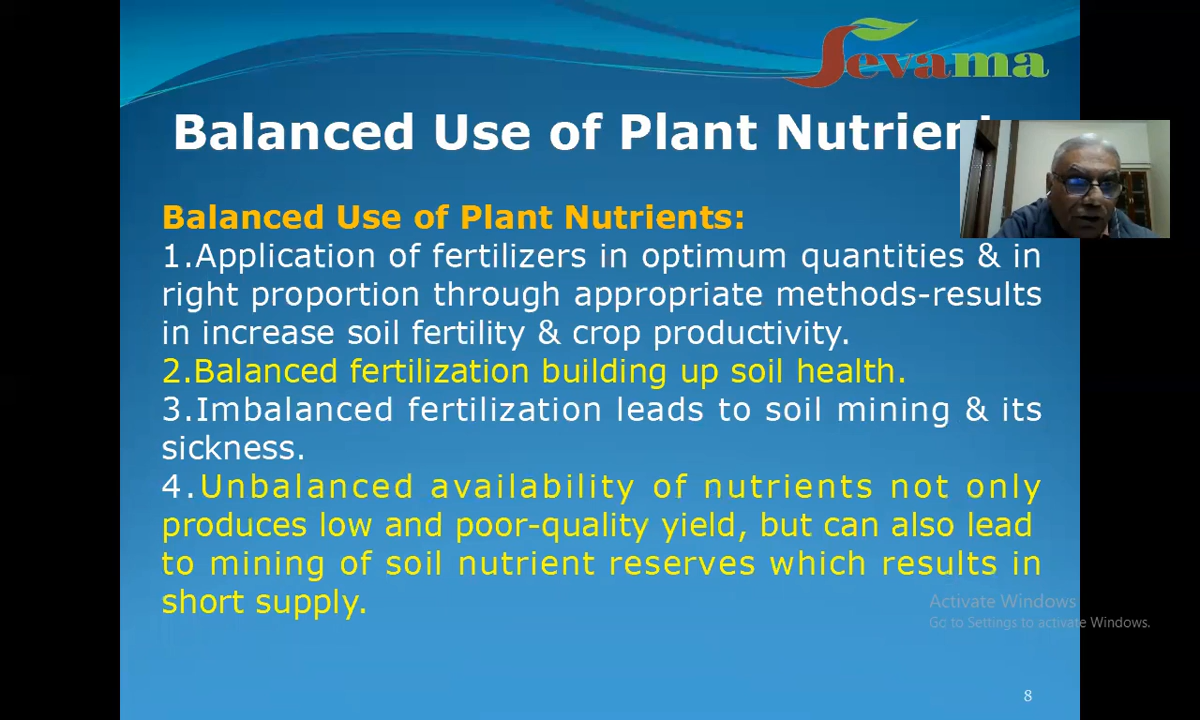 Sevama
Balanced Use of Plant Nutrient
Balanced Use of Plant Nutrients:
1.Application of fertilizers in optimum quantities & in
right proportion through appropriate methods-results
in increase soil fertility & crop productivity.
2.Balanced fertilization building up soil health.
3.Imbalanced fertilization leads to soil mining & its
sickness.
4.Unbalanced availability of nutrients not only
produces low and poor-quality yield, but can also lead
to mining of soil nutrient reserves which results in
short supply.
Activate Windows
Go to Settings to activate Windows.
8